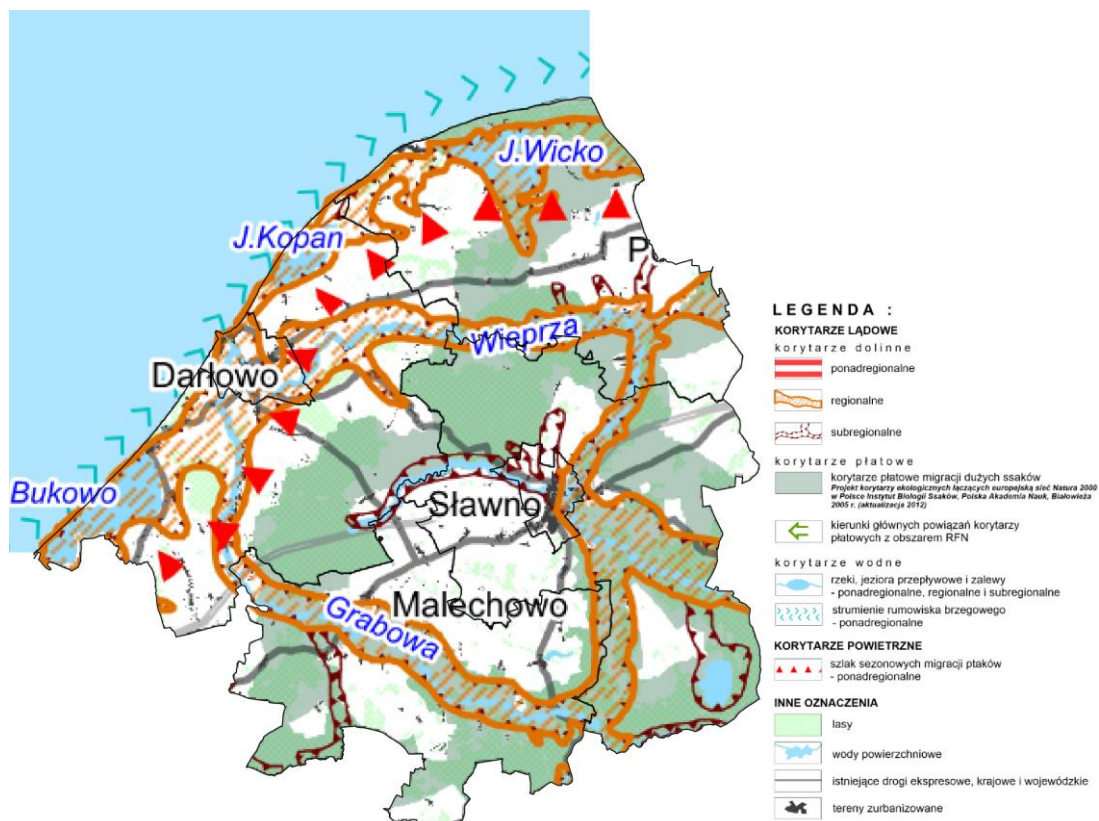 J.Wicko
J.Kopan
P
Wieprza
Darłowo
Bukowo
Sławno
Malechowo
Grabowa
LEGENDA :
KORYTARZE LĄDOWE
korytarze dolinne
ponadregionalne
regionalne
subregionalne
korytarze płatowe
korytarze płatowe migracji dużych ssaków
Projekt korytarzy ekologicznych łączących europejską sieć Natura 2000
w Polsce Instytut Biologii Ssaków, Polska Akademia Nauk, Białowieża
2005 r. (aktualizacja 2012)
kierunki głównych powiązań korytarzy
płatowych z obszarem RFN
korytarze wodne
rzeki, jeziora przepływowe i zalewy
- ponadregionalne, regionalne i subregionalne
strumienie rumowiska brzegowego
- ponadregionalne
KORYTARZE POWIETRZNE
szlak sezonowych migracji ptaków
- ponadregionalne
INNE OZNACZENIA
lasy
wody powierzchniowe
istniejące drogi ekspresowe, krajowe i wojewódzkie
tereny zurbanizowane